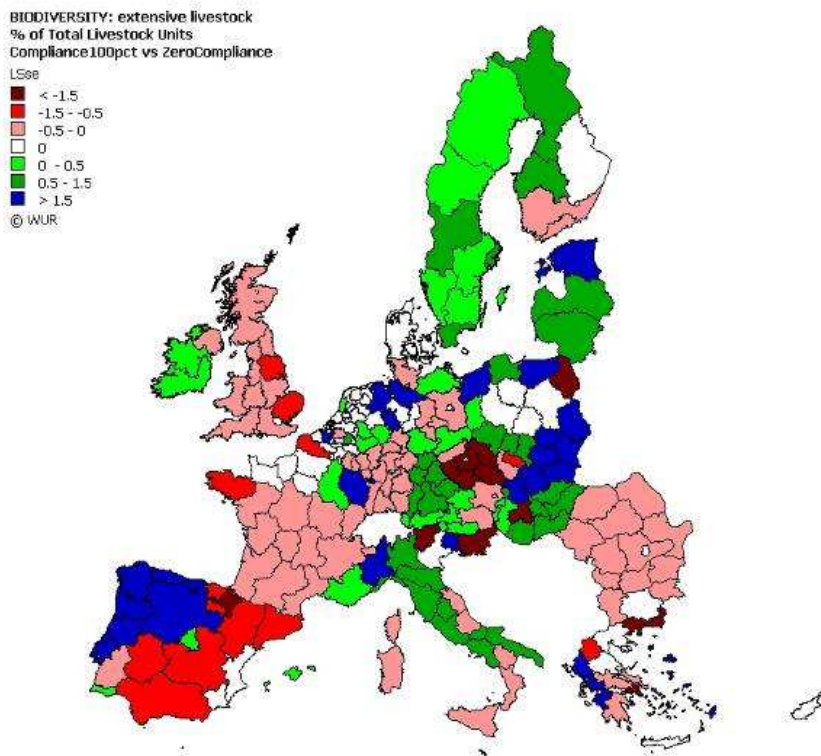 BIODIVERSITY: extensive livestock
% of Total Livestock Units
Compliance100pct vs ZeroCompliance
LSse
< -1.5
-1.5 - -0.5
-0.5 - 0
0
0 - 0.5
0.5 - 1.5
> 1.5
© WUR